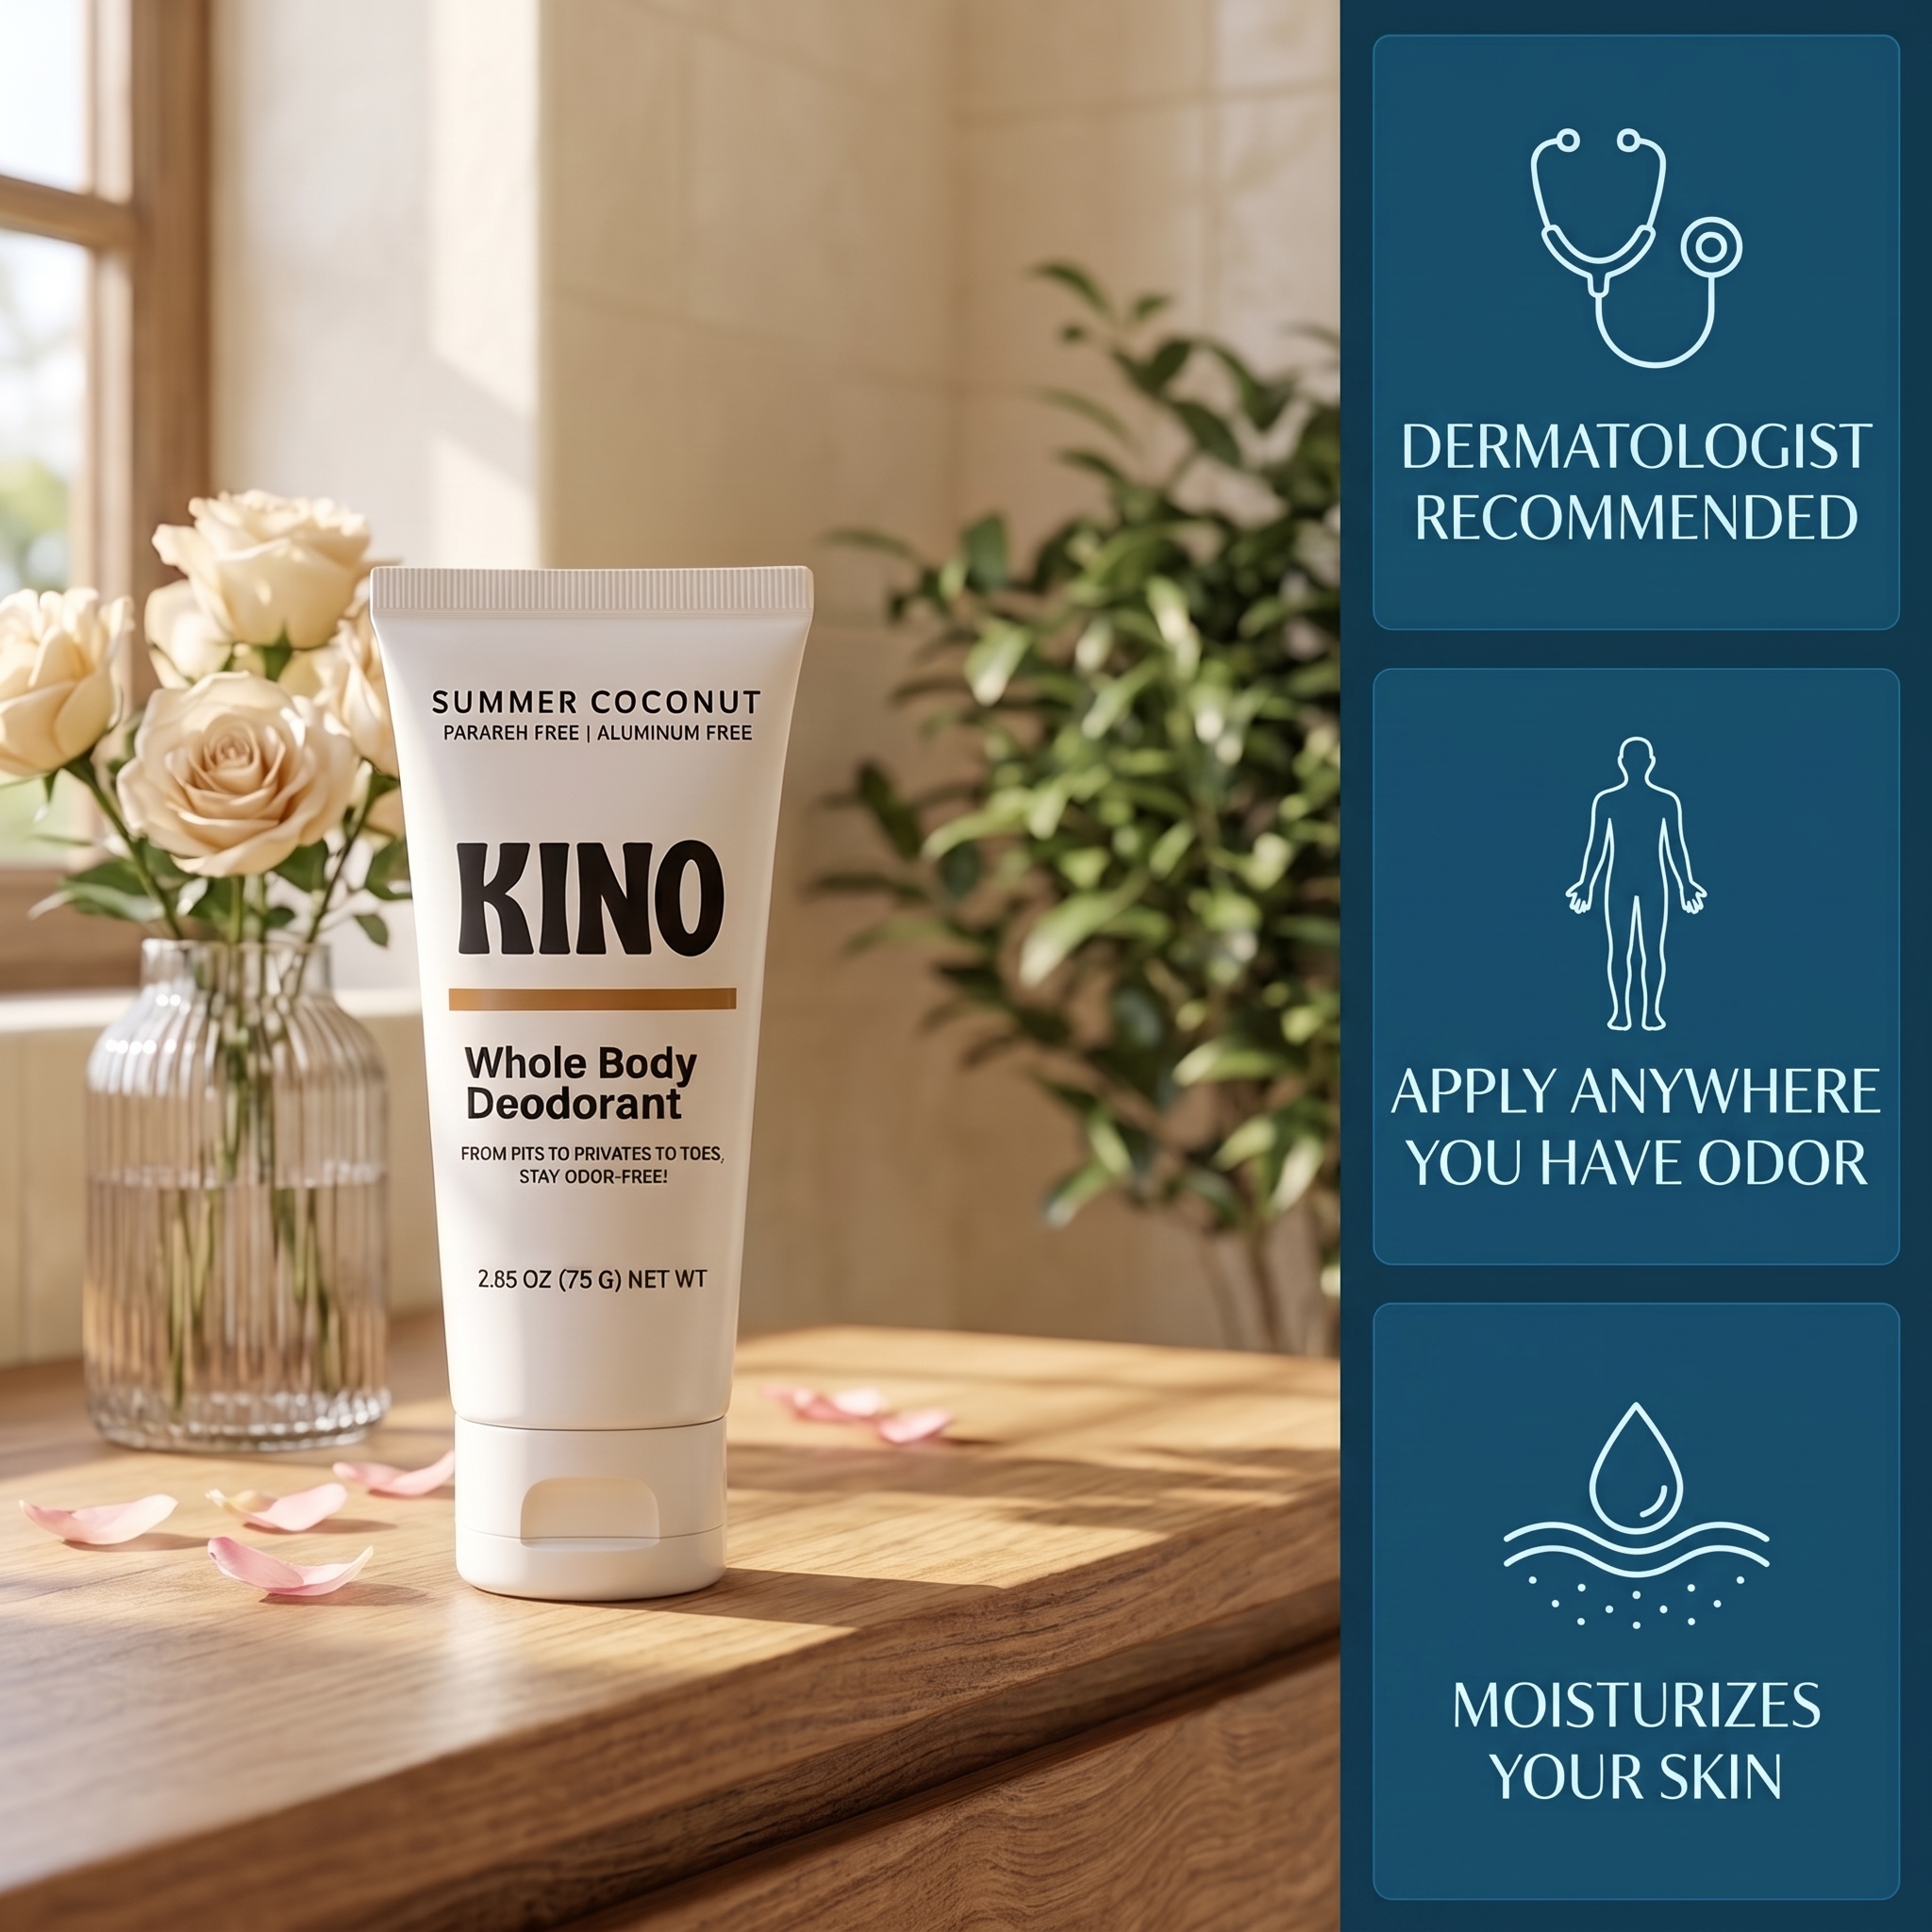 SUMMER COCONUT
PARAREH FREE | ALUMINUM FREE
KINO
Whole Body
Deodorant
FROM PITS TO PRIVATES TO TOES,
STAY ODOR-FREE!
2.85 OZ (75 G) NET WT
DERMATOLOGIST
RECOMMENDED
APPLY ANYWHERE
YOU HAVE ODOR
MOISTURIZES
YOUR SKIN